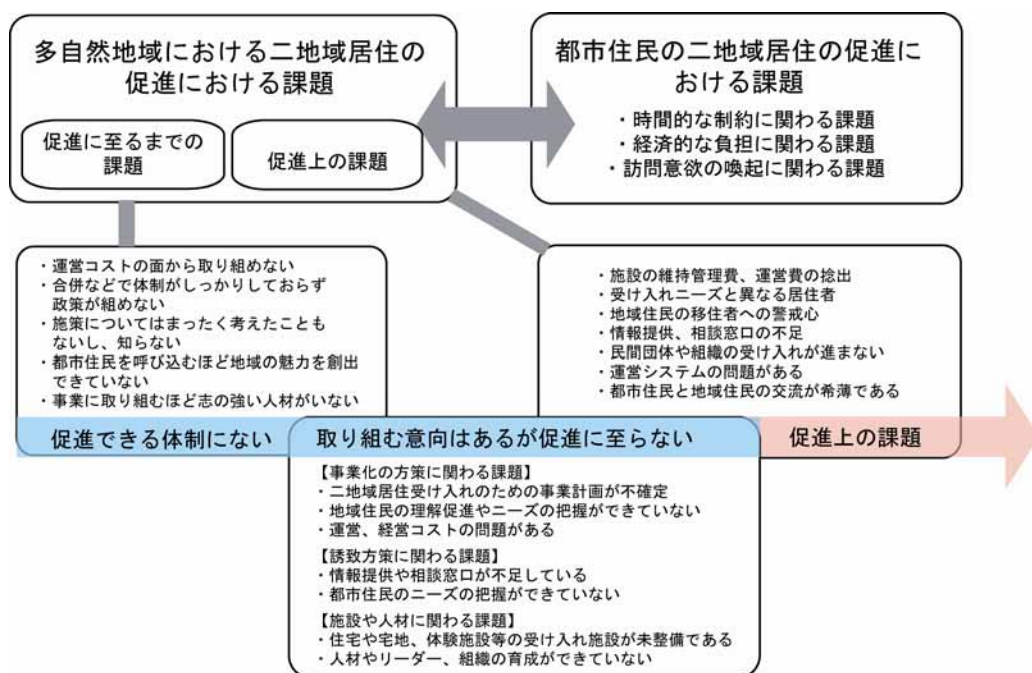 多自然地域における二地域居住の
促進における課題
促進に至るまでの
課題
促進上の課題
都市住民の二地域居住の促進に
おける課題
・時間的な制約に関わる課題
・経済的な負担に関わる課題
・訪問意欲の喚起に関わる課題
・運営コストの面から取り組めない
・合併などで体制がしっかりしておらず
政策が組めない
・施策についてはまったく考えたことも
ないし、知らない
・都市住民を呼び込むほど地域の魅力を創出
できていない
・事業に取り組むほど志の強い人材がいない
促進できる体制にない
・施設の維持管理費、運営費の捻出
・受け入れニーズと異なる居住者
・地域住民の移住者への警戒心
・情報提供、相談窓口の不足
・民間団体や組織の受け入れが進まない
・運営システムの問題がある
・都市住民と地域住民の交流が希薄である
取り組む意向はあるが促進に至らない
促進上の課題
【事業化の方策に関わる課題】
・二地域居住受け入れのための事業計画が不確定
・地域住民の理解促進やニーズの把握ができていない
・運営、経営コストの問題がある
【誘致方策に関わる課題】
・情報提供や相談窓口が不足している
・都市住民のニーズの把握ができていない
【施設や人材に関わる課題】
・住宅や宅地、体験施設等の受け入れ施設が未整備である
・人材やリーダー、組織の育成ができていない